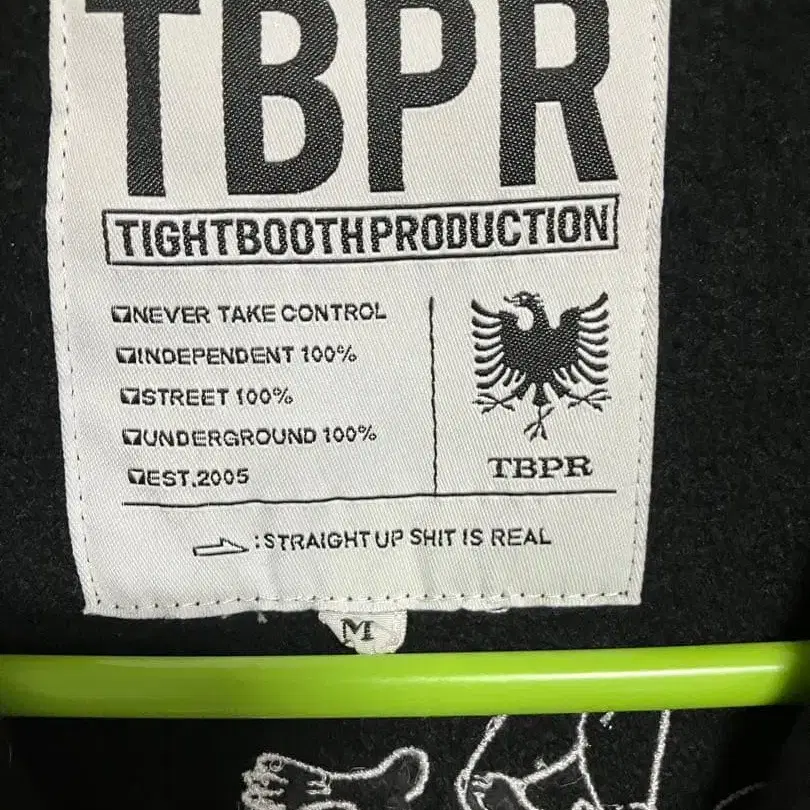 TBPR
TIGHTBOOTHPRODUCTION
NEVER TAKE CONTROL
INDEPENDENT 100%
STREET 100%
UNDERGROUND 100%
EST.2005
TBPR
:STRAIGHT UP SHIT IS REAL
M